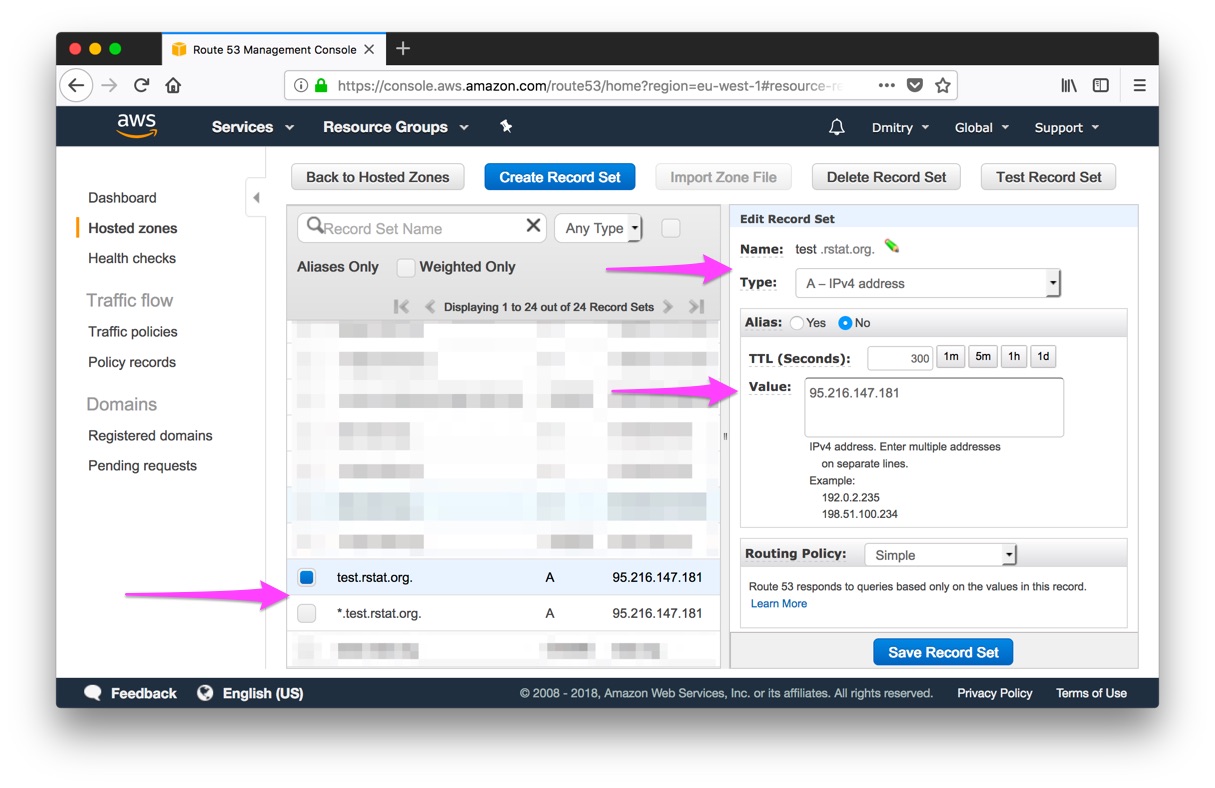 Route 53 Management Console
https://console.aws.amazon.com/route53/home?region=eu-west-1#resource-re
aws Services Resource Groups Dmitry Global Support
Back to Hosted Zones Create Record Set Import Zone File Delete Record Set Test Record Set
Dashboard
Hosted zones
Health checks
Traffic flow
Traffic policies
Policy records
Domains
Registered domains
Pending requests
Record Set Name Any Type
Aliases Only Weighted Only
Displaying 1 to 24 out of 24 Record Sets
test.rstat.org. A 95.216.147.181
*.test.rstat.org. A 95.216.147.181
Edit Record Set
Name: test .rstat.org.
Type: A – IPv4 address
Alias: Yes No
TTL (Seconds): 300 1m 5m 1h 1d
Value: 95.216.147.181
IPv4 address. Enter multiple addresses
on separate lines.
Example:
192.0.2.235
198.51.100.234
Routing Policy: Simple
Route 53 responds to queries based only on the values in this record.
Learn More
Save Record Set
Feedback English (US) © 2008 - 2018, Amazon Web Services, Inc. or its affiliates. All rights reserved. Privacy Policy Terms of Use